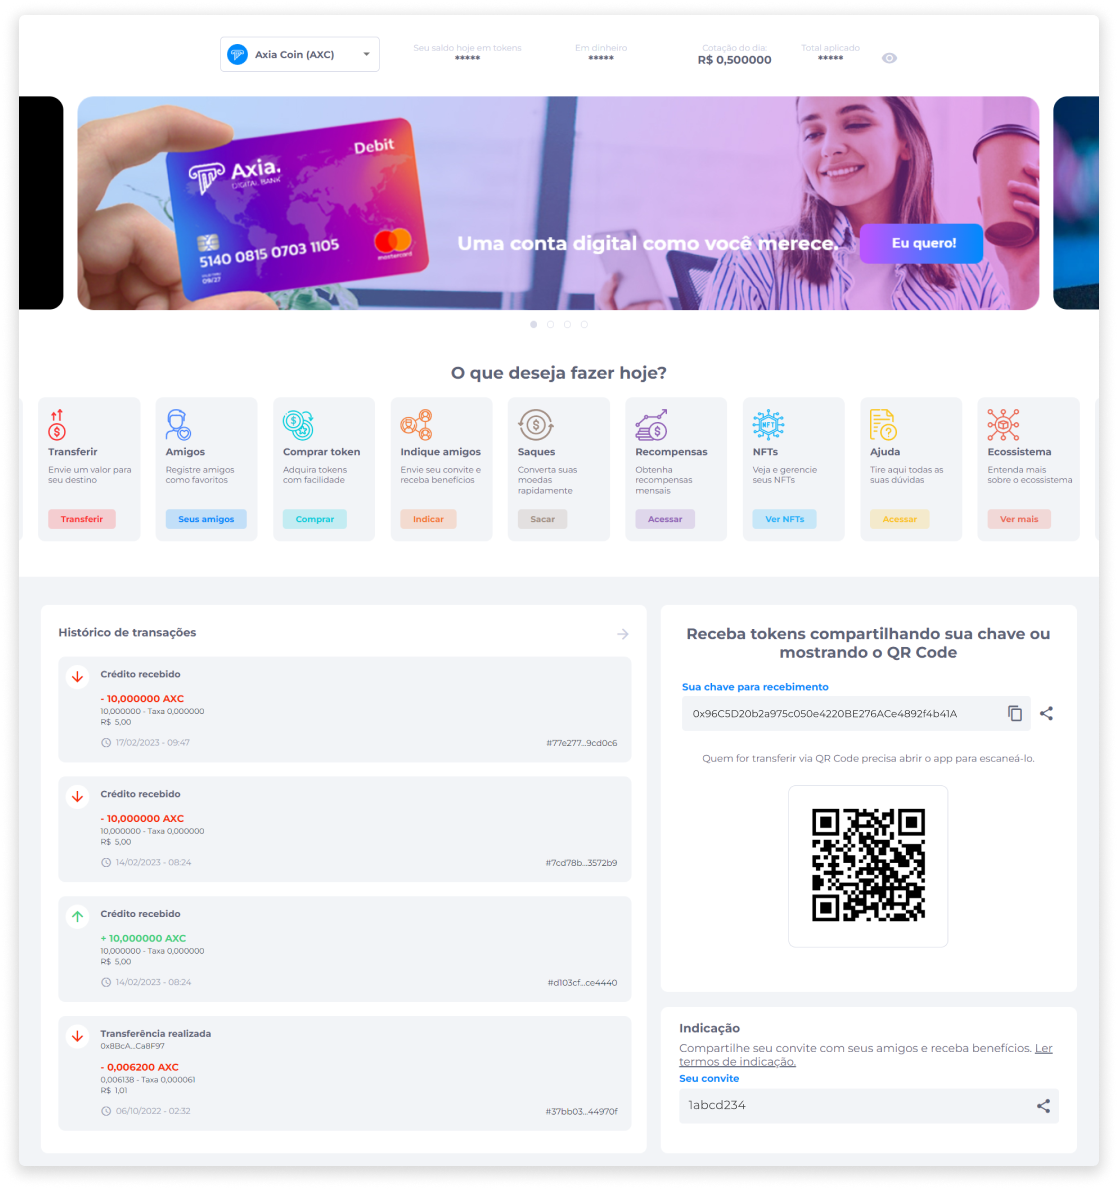 Axia Coin (AXC)
Seu saldo hoje em tokens
*****
Em dinheiro
*****
Cotação do dia:
R$ 0,500000
Total aplicado
*****
Debit
Axia.
DIGITAL BANK
5140 0815 0703 1105
09/27
mastercard
Uma conta digital como você merece.
Eu quero!
O que deseja fazer hoje?
Transferir
Envie um valor para
seu destino
Transferir
Amigos
Registre amigos
como favoritos
Seus amigos
Comprar token
Adquira tokens
com facilidade
Comprar
Indique amigos
Envie seu convite e
receba benefícios
Indicar
Saques
Converta suas
moedas
rapidamente
Sacar
Recompensas
Obtenha
recompensas
mensais
Acessar
NFT
NFTs
Veja e gerencie
seus NFTs
Ver NFTs
Ajuda
Tire aqui todas as
suas dúvidas
Acessar
Ecossistema
Entenda mais
sobre o ecossistema
Ver mais
Histórico de transações
Crédito recebido
- 10,000000 AXC
10,000000 - Taxa 0,000000
R$ 5,00
17/02/2023 - 09:47
#77e277...9cd0c6
Crédito recebido
- 10,000000 AXC
10,000000 - Taxa 0,000000
R$ 5,00
14/02/2023 - 08:24
#7cd78b...3572b9
Crédito recebido
+ 10,000000 AXC
10,000000 - Taxa 0,000000
R$ 5,00
14/02/2023 - 08:24
#d103cf...ce4440
Transferência realizada
0x8BcA...Ca8F97
- 0,006200 AXC
0,006138 - Taxa 0,000061
R$ 1,01
06/10/2022 - 02:32
#37bb03...44970f
Receba tokens compartilhando sua chave ou
mostrando o QR Code
Sua chave para recebimento
0x96C5D20b2a975c050e4220BE276ACe4892f4b41A
Quem for transferir via QR Code precisa abrir o app para escaneá-lo.
Indicação
Compartilhe seu convite com seus amigos e receba benefícios. Ler
termos de indicação.
Seu convite
1abcd234